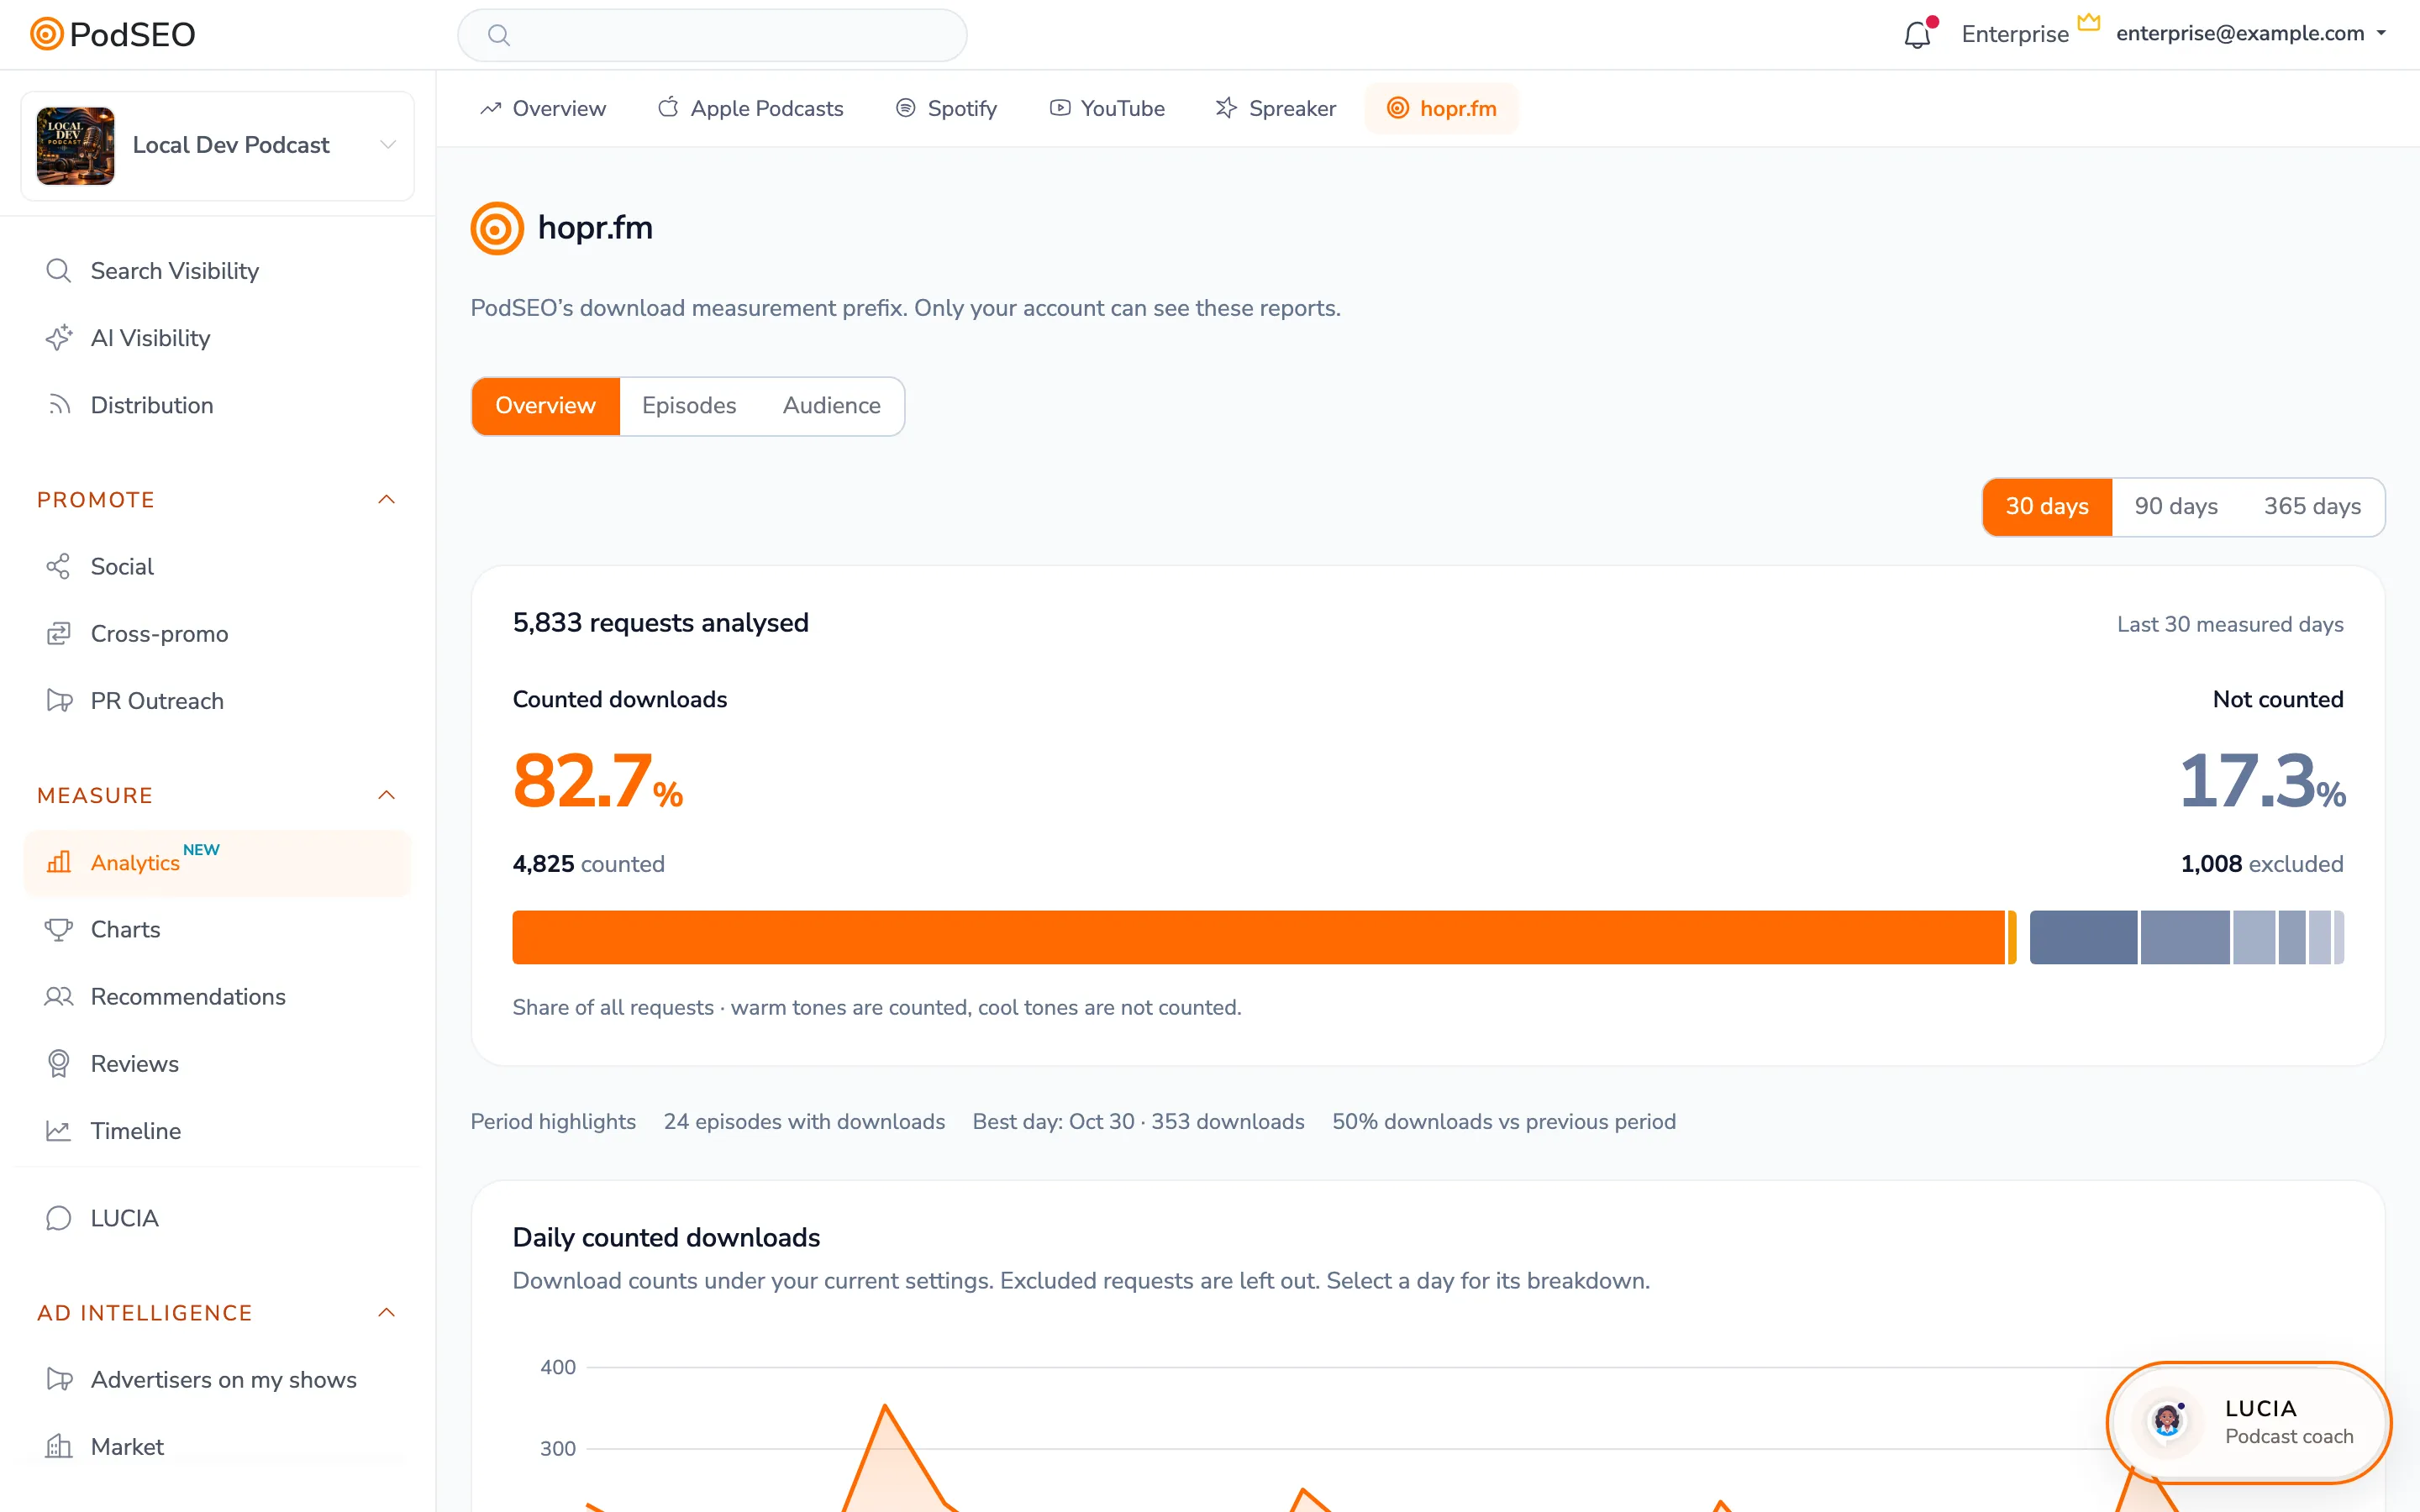 PodSEO
Enterprise
enterprise@example.com
LOCAL
DEV
PODCAST
Local Dev Podcast
Search Visibility
AI Visibility
Distribution
PROMOTE
Social
Cross-promo
PR Outreach
MEASURE
Analytics NEW
Charts
Recommendations
Reviews
Timeline
LUCIA
AD INTELLIGENCE
Advertisers on my shows
Market
Overview
Apple Podcasts
Spotify
YouTube
Spreaker
hopr.fm
hopr.fm
PodSEO’s download measurement prefix. Only your account can see these reports.
Overview
Episodes
Audience
30 days
90 days
365 days
5,833 requests analysed
Last 30 measured days
Counted downloads
Not counted
82.7%
17.3%
4,825 counted
1,008 excluded
Share of all requests · warm tones are counted, cool tones are not counted.
Period highlights
24 episodes with downloads
Best day: Oct 30 · 353 downloads
50% downloads vs previous period
Daily counted downloads
Download counts under your current settings. Excluded requests are left out. Select a day for its breakdown.
400
300
LUCIA
Podcast coach